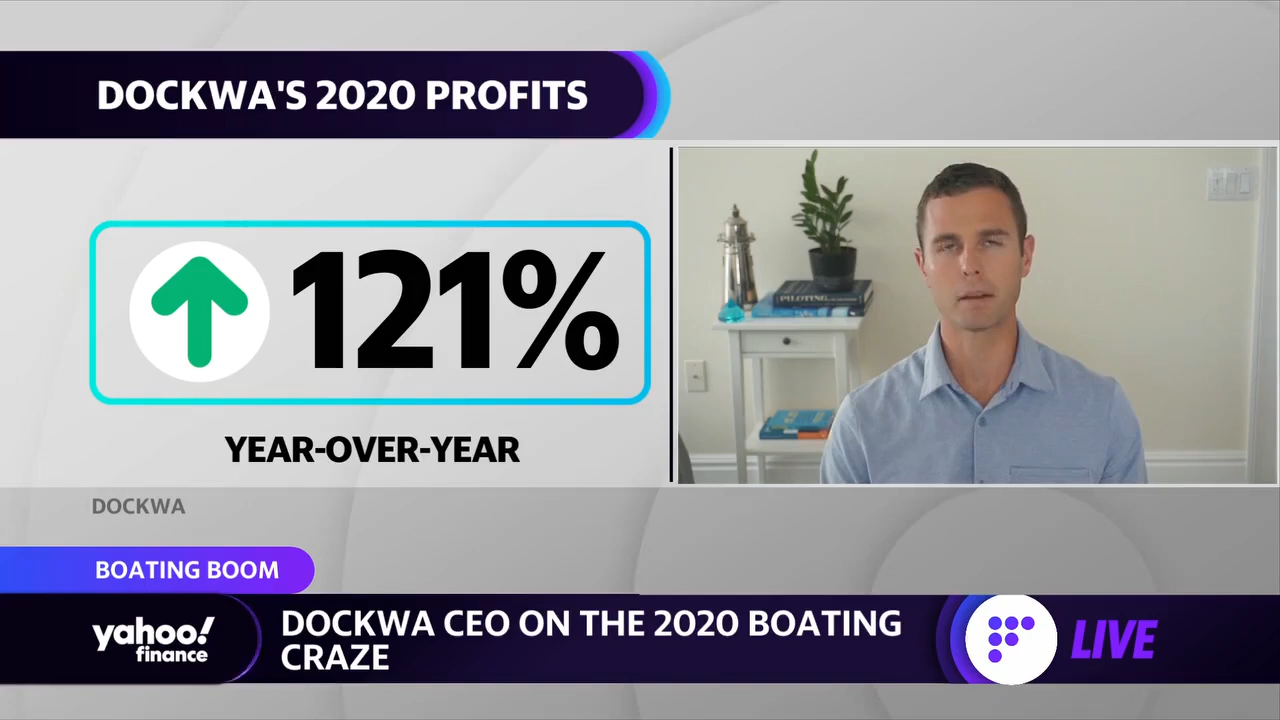 DOCKWA'S 2020 PROFITS
121%
YEAR-OVER-YEAR
DOCKWA
PILOTING
BOATING BOOM
yahoo!
finance
DOCKWA CEO ON THE 2020 BOATING
CRAZE
LIVE